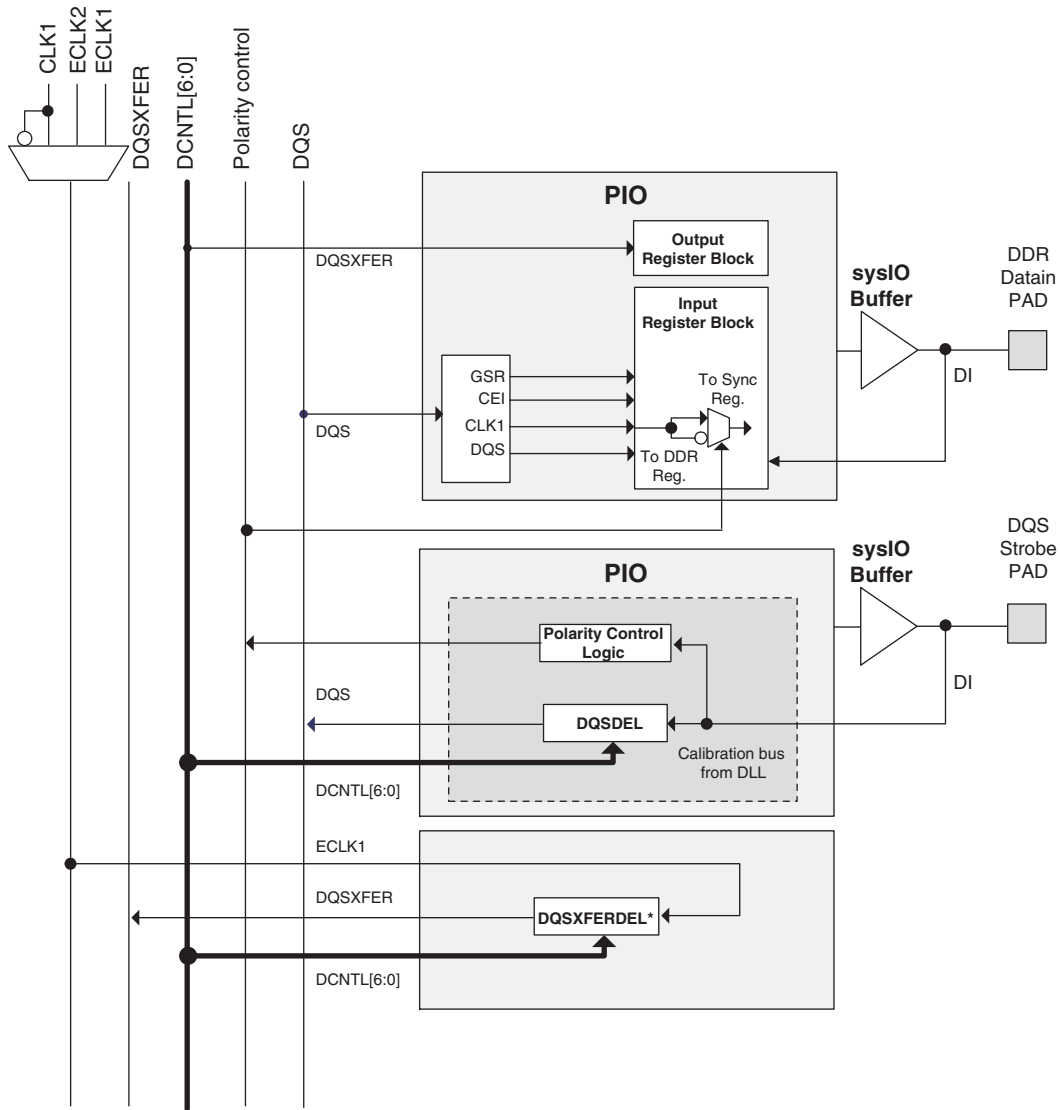 CLK1
ECLK2
ECLK1
DQSXFER
DCNTL[6:0]
Polarity control
DQS
PIO
Output
Register Block
DQSXFER
Input
Register Block
sysIO
Buffer
DDR
Datain
PAD
GSR
CEI
CLK1
DQS
To Sync
Reg.
To DDR
Reg.
DI
DQS
PIO
sysIO
Buffer
DQS
Strobe
PAD
Polarity Control
Logic
DI
DQS
DQSDEL
Calibration bus
from DLL
DCNTL[6:0]
ECLK1
DQSXFER
DQSXFERDEL*
DCNTL[6:0]